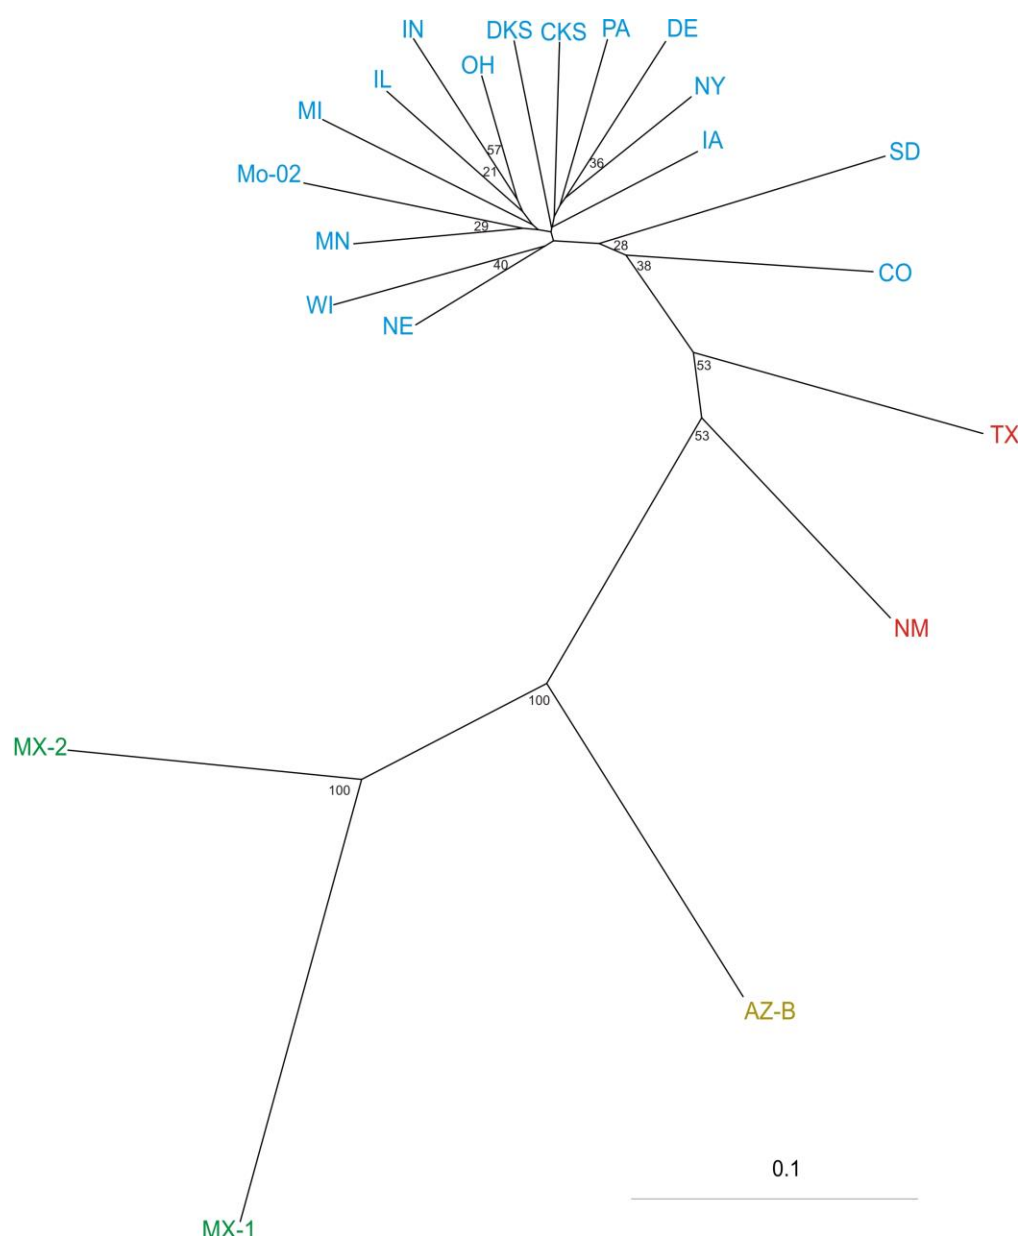 IN
DKS
CKS
PA
DE
OH
IL
NY
MI
IA
57
36
SD
21
Mo-02
29
MN
28
40
38
CO
WI
NE
53
TX
53
NM
100
MX-2
100
AZ-B
0.1
MX-1